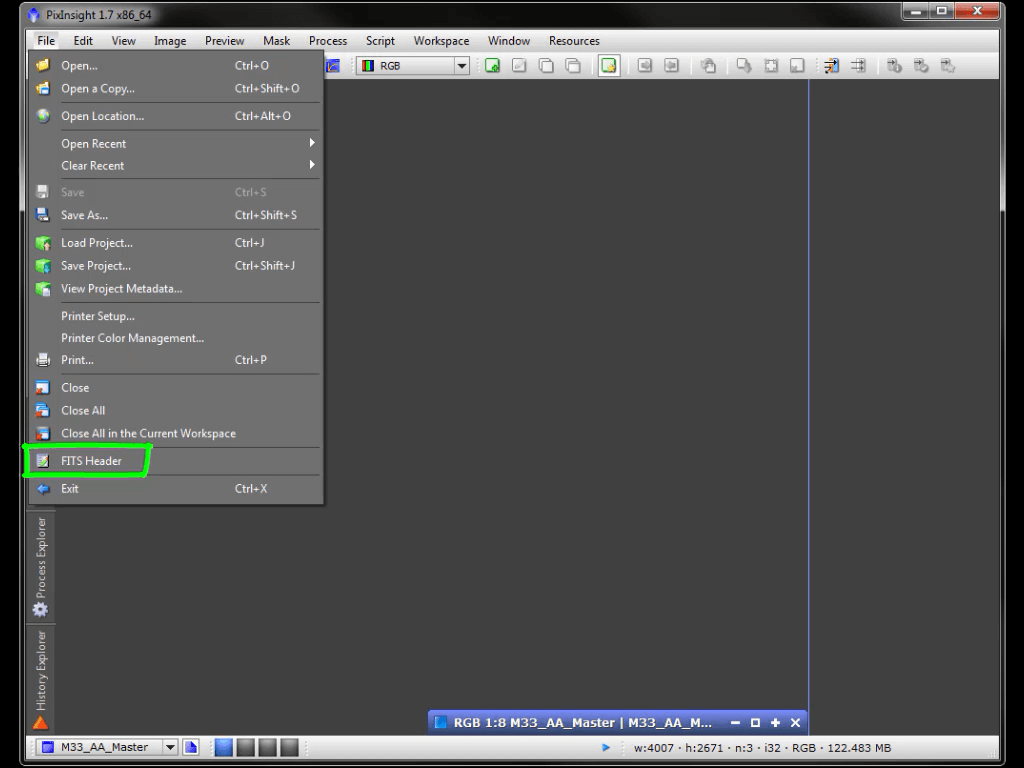 PixInsight 1.7 x86_64
File Edit View Image Preview Mask Process Script Workspace Window Resources
Open... Ctrl+O
RGB
Open a Copy... Ctrl+Shift+O
Open Location... Ctrl+Alt+O
Open Recent
Clear Recent
Save Ctrl+S
Save As... Ctrl+Shift+S
Load Project... Ctrl+J
Save Project... Ctrl+Shift+J
View Project Metadata...
Printer Setup...
Printer Color Management...
Print... Ctrl+P
Close
Close All
Close All in the Current Workspace
FITS Header
Exit Ctrl+X
Process Explorer
History Explorer
RGB 1:8 M33_AA_Master | M33_AA_M...
M33_AA_Master
w:4007 · h:2671 · n:3 · i32 · RGB · 122.483 MB